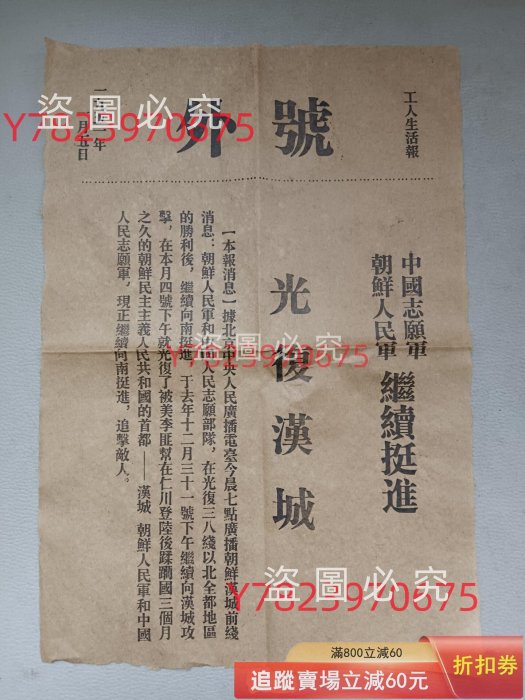 工人生活報
號外
年
月五日
中國志願軍
朝鮮人民軍
繼續挺進
光復漢城
【本報消息】據北京中央人民廣播電臺今晨七點廣播朝鮮漢城前綫
消息：朝鮮人民軍和中國人民志願部隊，在光復三八綫以北全都地區
的勝利後，繼續向南挺進，于去年十二月三十一號下午繼續向漢城攻
擊，在本月四號下午就光復了被美李匪幫在仁川登陸後蹂躪國三個月
之久的朝鮮民主主義人民共和國的首都——漢城 朝鮮人民軍和中國
人民志願軍，現正繼續向南挺進，追擊敵人。
盜圖必究
Y7823970675
盜圖必究
Y7823970675
盜圖必究
Y7823970675
滿800立減60
追蹤賣場立減60元
折扣券